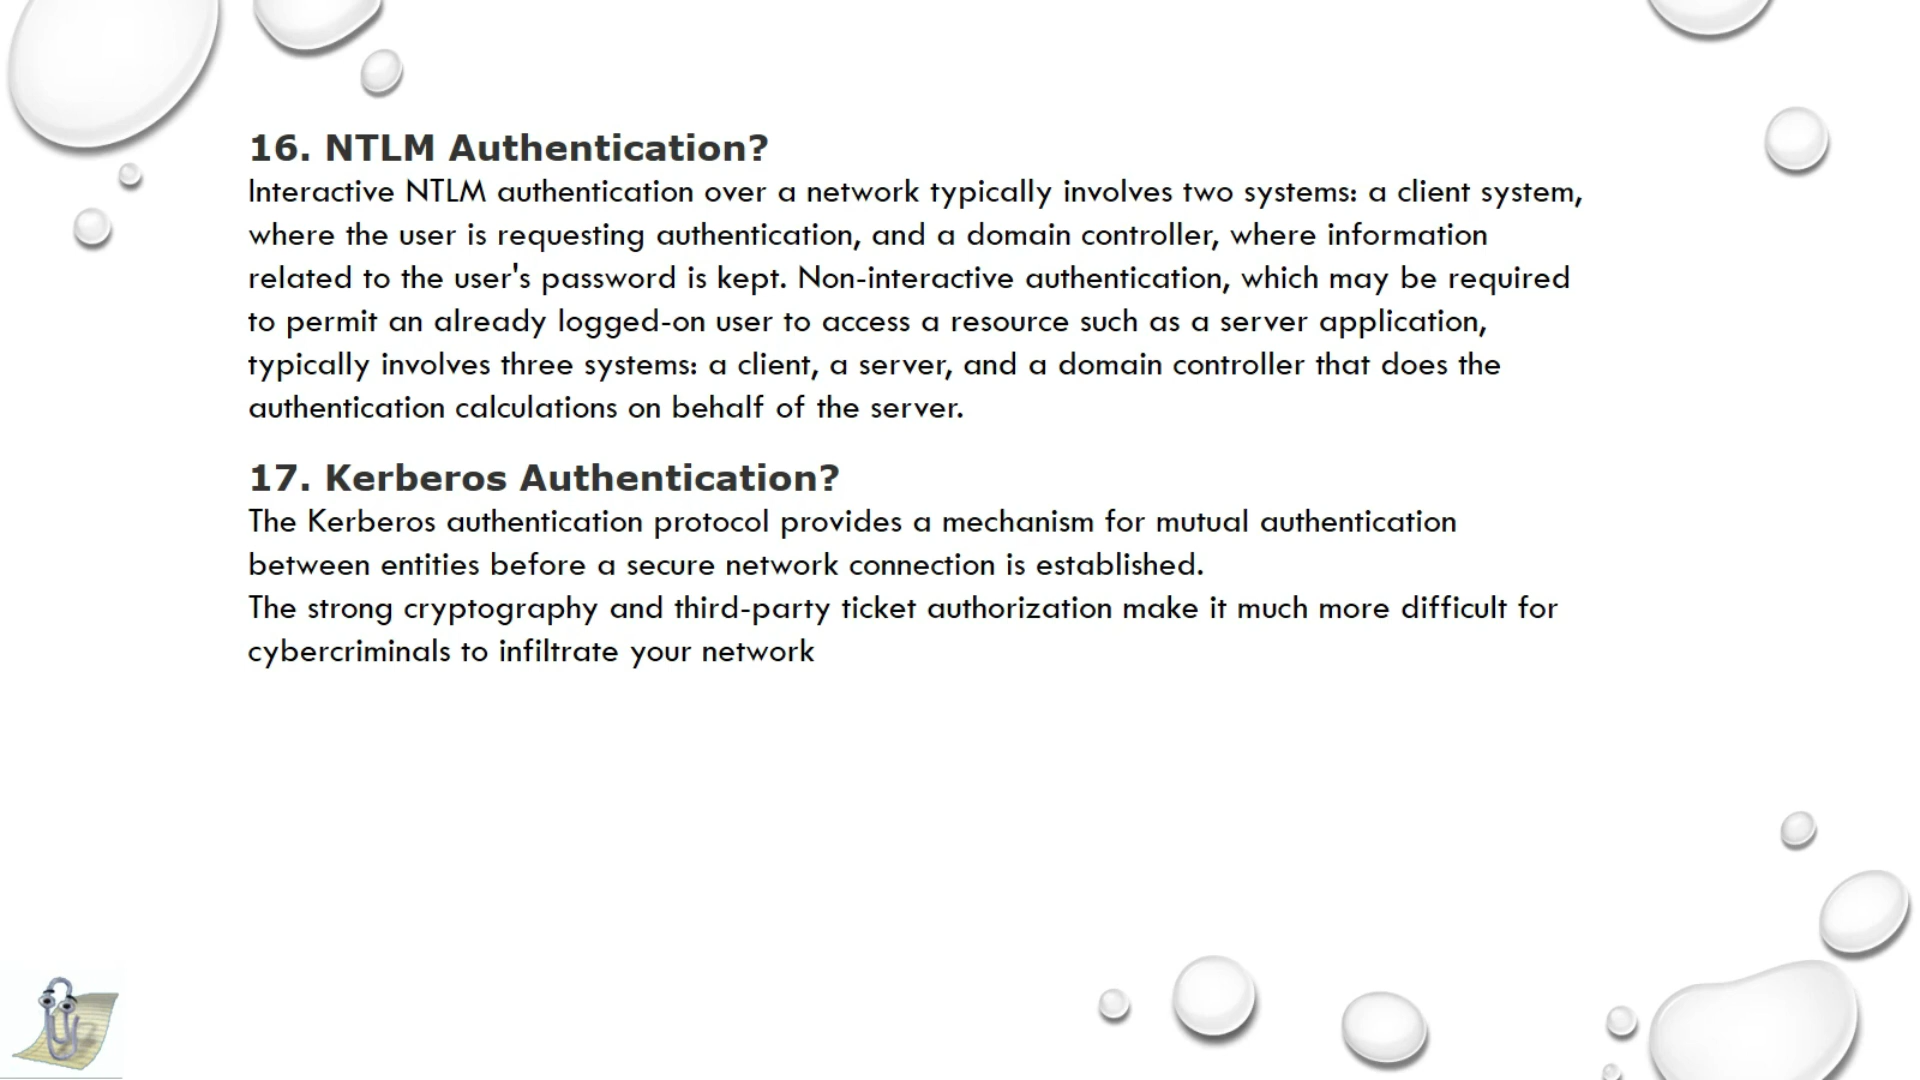 16. NTLM Authentication?
Interactive NTLM authentication over a network typically involves two systems: a client system,
where the user is requesting authentication, and a domain controller, where information
related to the user's password is kept. Non-interactive authentication, which may be required
to permit an already logged-on user to access a resource such as a server application,
typically involves three systems: a client, a server, and a domain controller that does the
authentication calculations on behalf of the server.
17. Kerberos Authentication?
The Kerberos authentication protocol provides a mechanism for mutual authentication
between entities before a secure network connection is established.
The strong cryptography and third-party ticket authorization make it much more difficult for
cybercriminals to infiltrate your network